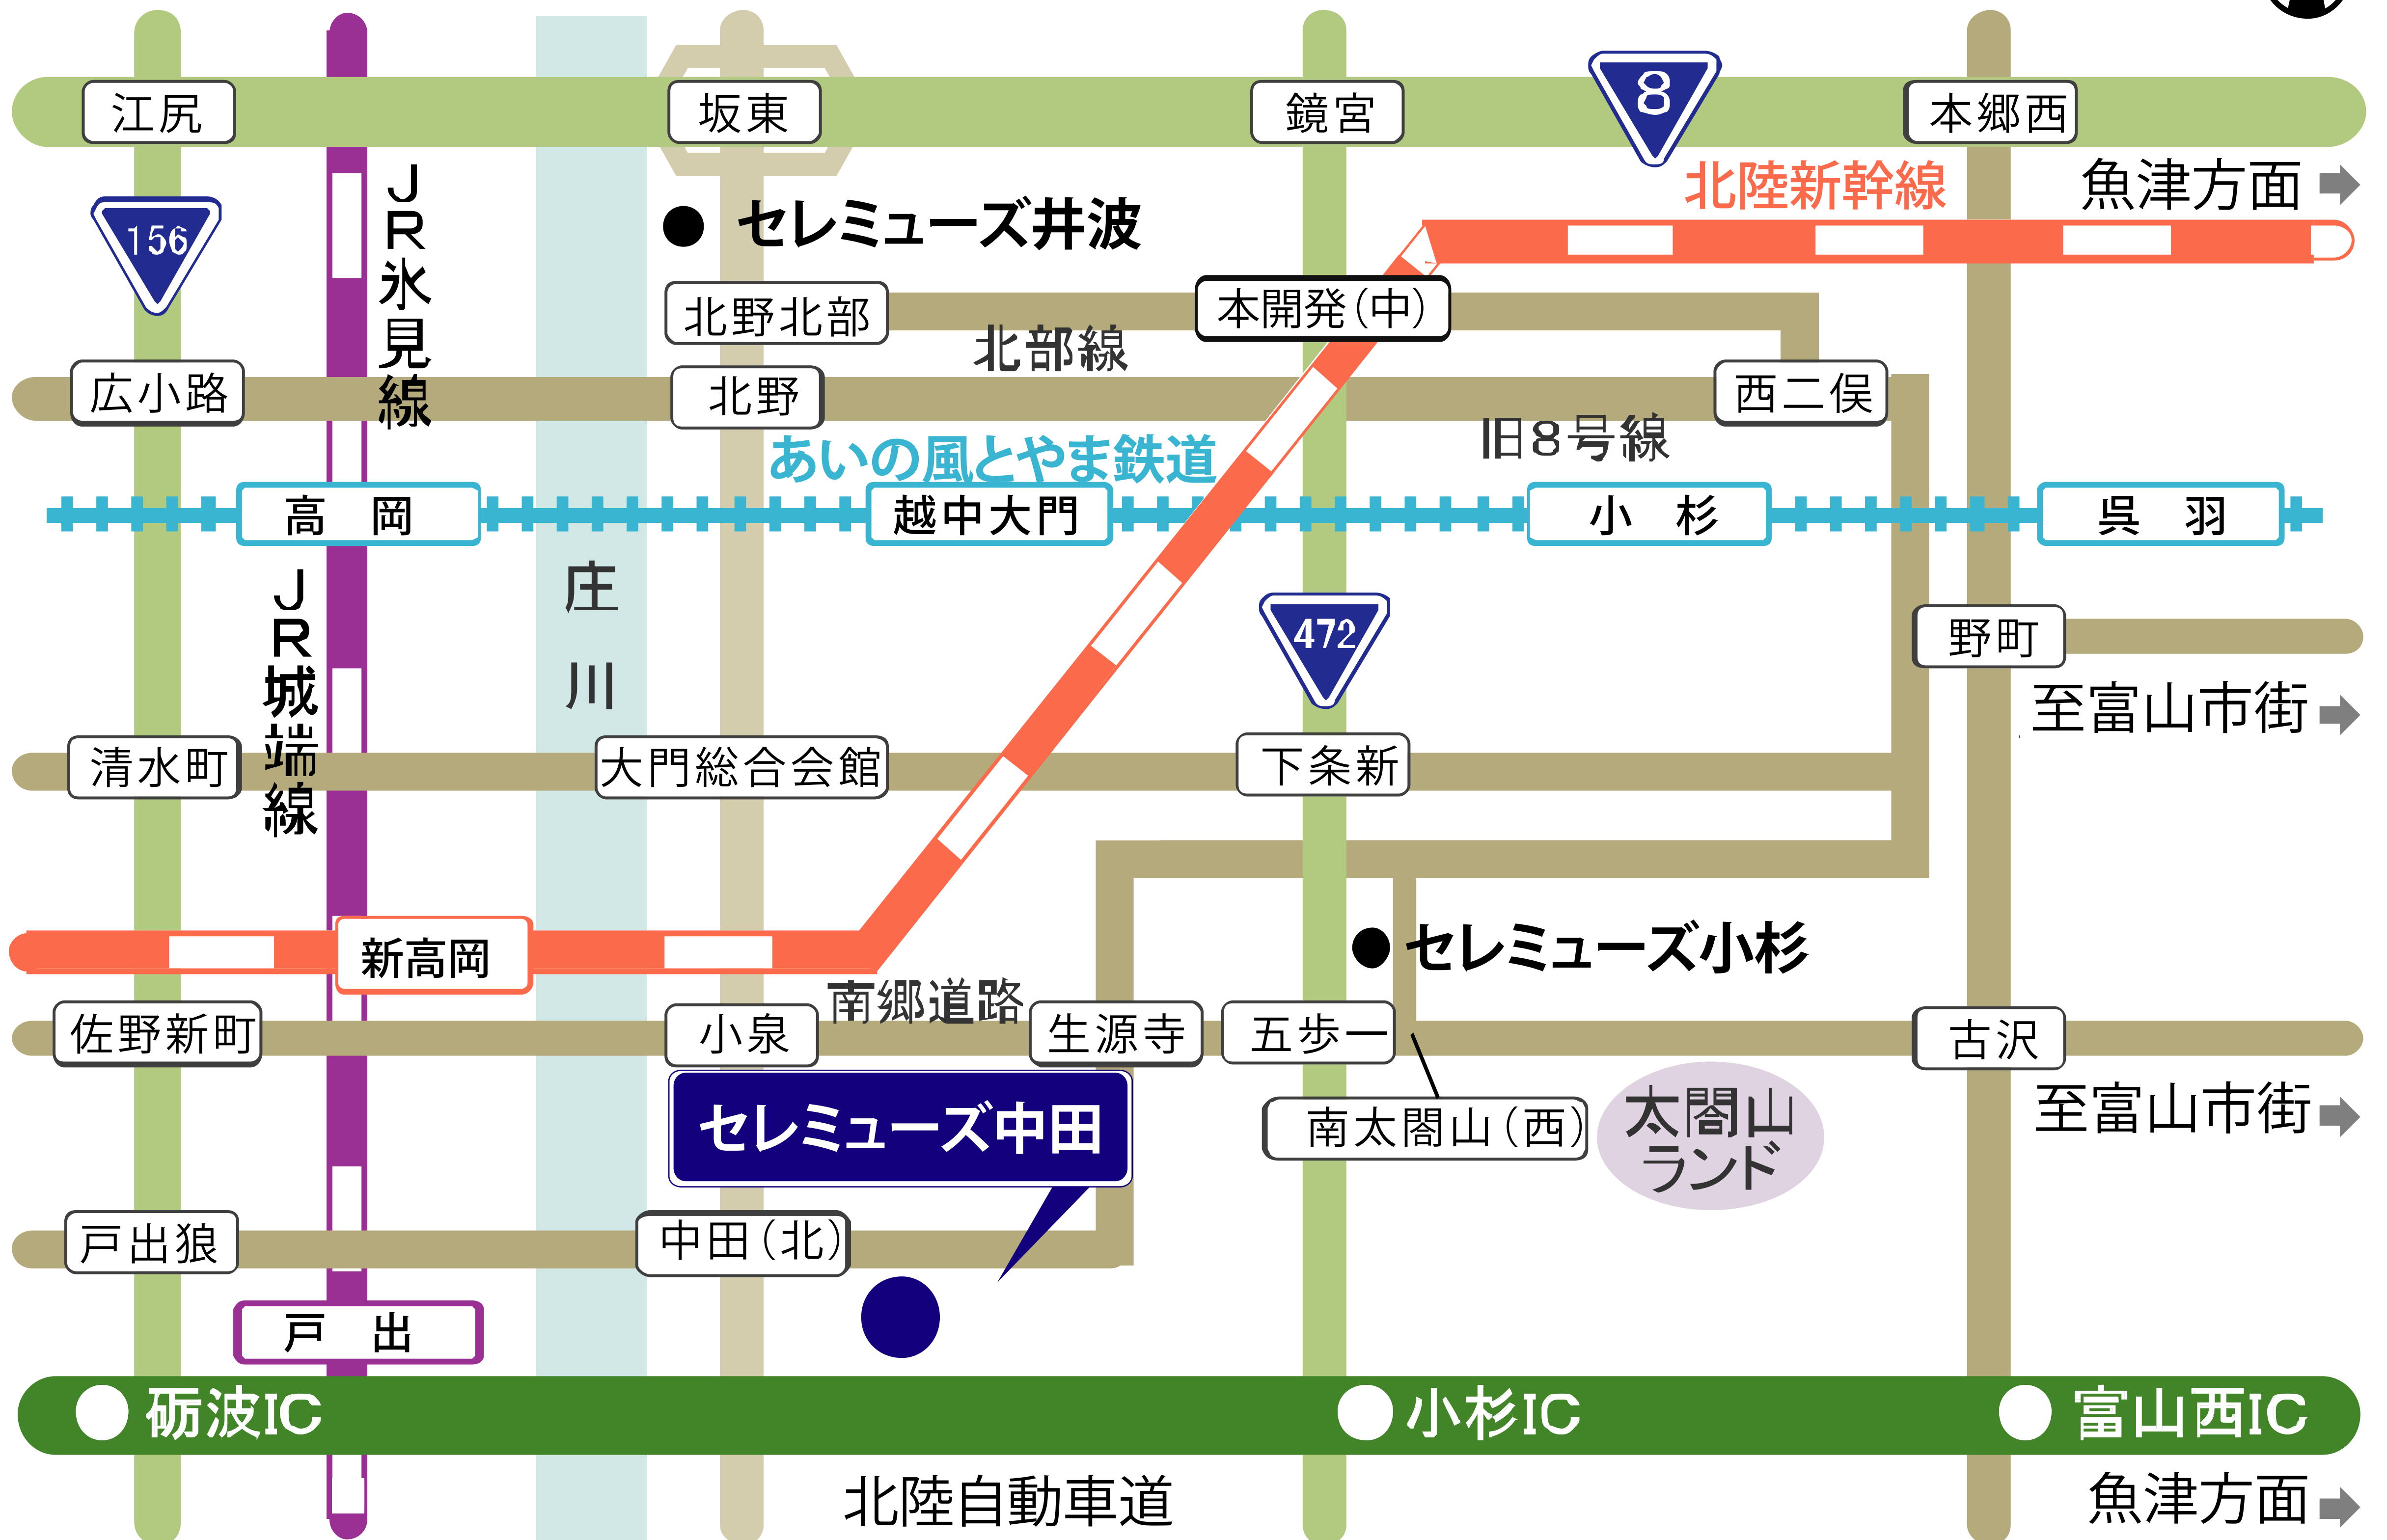 江尻
坂東
鏡宮
8
本郷西
北陸新幹線
魚津方面
156
JR氷見線
セレミューズ井波
北野北部
本開発(中)
北部線
広小路
北野
西二俣
旧8号線
あいの風とやま鉄道
高 岡
越中大門
小 杉
呉 羽
庄川
JR城端線
472
野町
至富山市街
清水町
大門総合会館
下条新
セレミューズ小杉
新高岡
南郷道路
佐野新町
小泉
生源寺
五歩一
古沢
セレミューズ中田
南太閤山(西)
太閤山
ランド
至富山市街
戸出狼
中田(北)
戸 出
砺波IC
小杉IC
富山西IC
北陸自動車道
魚津方面